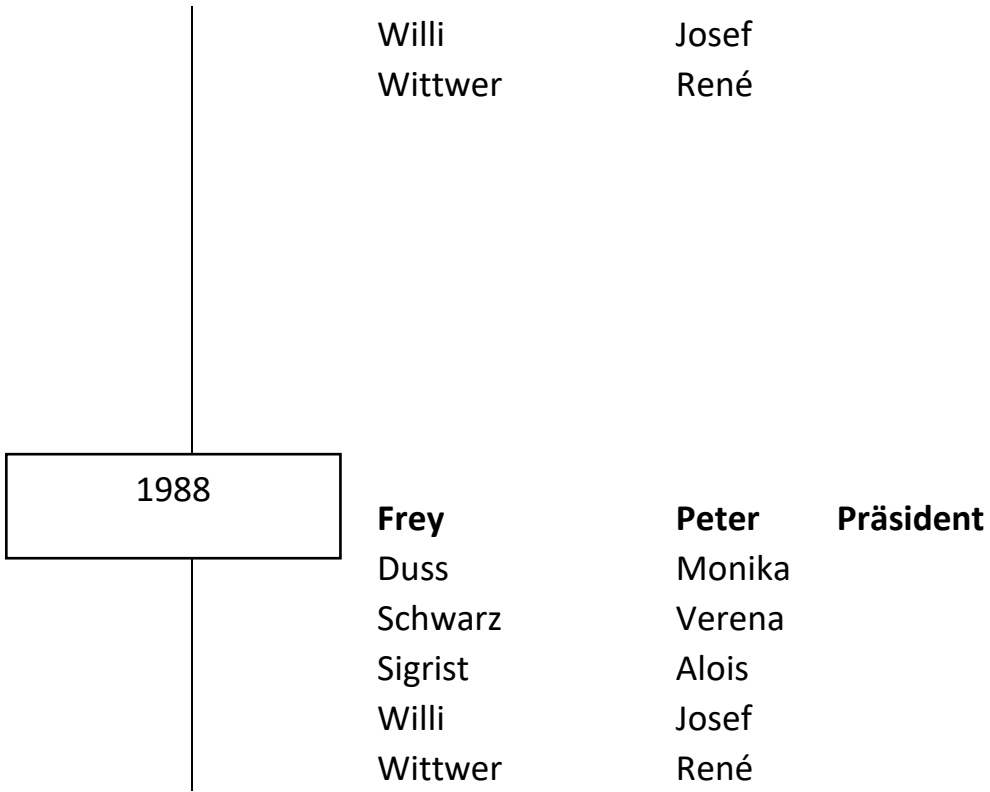 Willi Josef
Wittwer René
1988
Frey Peter Präsident
Duss Monika
Schwarz Verena
Sigrist Alois
Willi Josef
Wittwer René